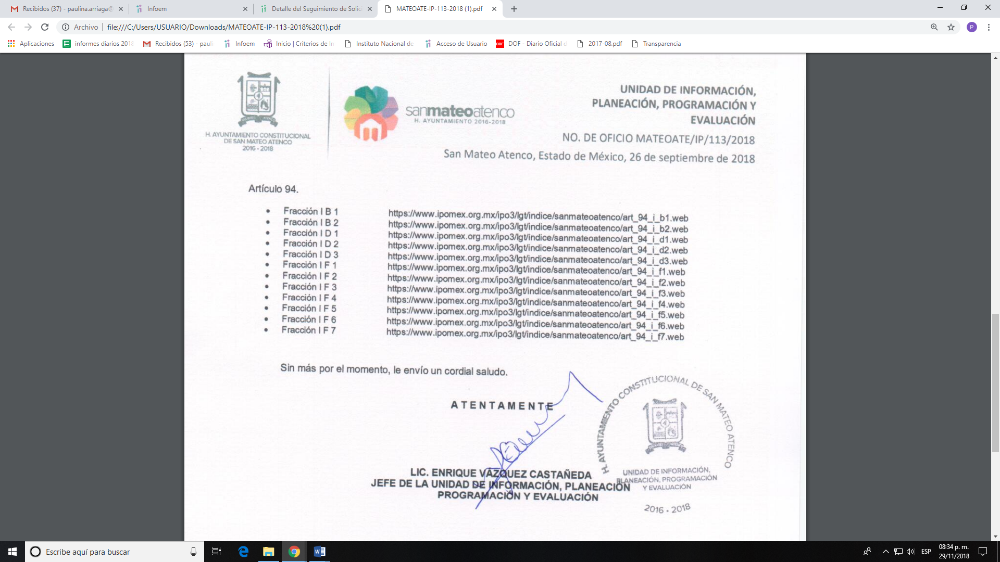 Recibidos (37) - paulina.arriaga@
Infoem
Detalle del Seguimiento de Solici
MATEOATE-IP-113-2018 (1).pdf
Archivo
file:///C:/Users/USUARIO/Downloads/MATEOATE-IP-113-2018%20(1).pdf
P
Aplicaciones
informes diarios 2018
Recibidos (53) - pauli
Infoem
Inicio | Criterios de In
Instituto Nacional de
Acceso de Usuario
DOF
DOF - Diario Oficial d
2017-08.pdf
Transparencia
H. AYUNTAMIENTO CONSTITUCIONAL
DE SAN MATEO ATENCO
2016 - 2018
sanmateoatenco
H. AYUNTAMIENTO 2016-2018
UNIDAD DE INFORMACIÓN,
PLANEACIÓN, PROGRAMACIÓN Y
EVALUACIÓN
NO. DE OFICIO MATEOATE/IP/113/2018
San Mateo Atenco, Estado de México, 26 de septiembre de 2018
Artículo 94.
• Fracción I B 1 https://www.ipomex.org.mx/ipo3/lgt/indice/sanmateoatenco/art_94_i_b1.web
• Fracción I B 2 https://www.ipomex.org.mx/ipo3/lgt/indice/sanmateoatenco/art_94_i_b2.web
• Fracción I D 1 https://www.ipomex.org.mx/ipo3/lgt/indice/sanmateoatenco/art_94_i_d1.web
• Fracción I D 2 https://www.ipomex.org.mx/ipo3/lgt/indice/sanmateoatenco/art_94_i_d2.web
• Fracción I D 3 https://www.ipomex.org.mx/ipo3/lgt/indice/sanmateoatenco/art_94_i_d3.web
• Fracción I F 1 https://www.ipomex.org.mx/ipo3/lgt/indice/sanmateoatenco/art_94_i_f1.web
• Fracción I F 2 https://www.ipomex.org.mx/ipo3/lgt/indice/sanmateoatenco/art_94_i_f2.web
• Fracción I F 3 https://www.ipomex.org.mx/ipo3/lgt/indice/sanmateoatenco/art_94_i_f3.web
• Fracción I F 4 https://www.ipomex.org.mx/ipo3/lgt/indice/sanmateoatenco/art_94_i_f4.web
• Fracción I F 5 https://www.ipomex.org.mx/ipo3/lgt/indice/sanmateoatenco/art_94_i_f5.web
• Fracción I F 6 https://www.ipomex.org.mx/ipo3/lgt/indice/sanmateoatenco/art_94_i_f6.web
• Fracción I F 7 https://www.ipomex.org.mx/ipo3/lgt/indice/sanmateoatenco/art_94_i_f7.web
Sin más por el momento, le envío un cordial saludo.
ATENTAMENTE
LIC. ENRIQUE VÁZQUEZ CASTAÑEDA
JEFE DE LA UNIDAD DE INFORMACIÓN, PLANEACIÓN
PROGRAMACIÓN Y EVALUACIÓN
H. AYUNTAMIENTO CONSTITUCIONAL DE SAN MATEO ATENCO
UNIDAD DE INFORMACIÓN,
PLANEACIÓN, PROGRAMACIÓN
Y EVALUACIÓN
2016 - 2018
Escribe aquí para buscar
ESP
08:34 p. m.
29/11/2018